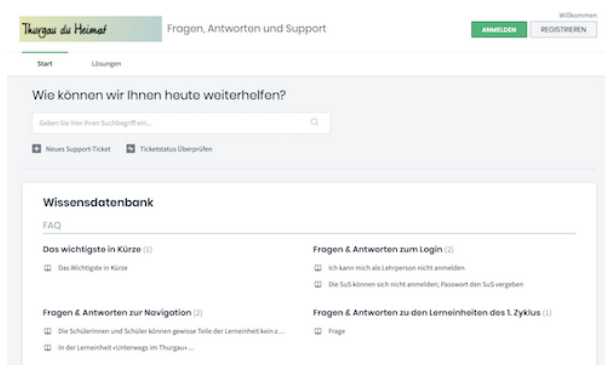 Willkommen
Thurgau du Heimat
Fragen, Antworten und Support
ANMELDEN
REGISTRIEREN
Start
Lösungen
Wie können wir Ihnen heute weiterhelfen?
Geben Sie hier Ihren Suchbegriff ein...
Neues Support-Ticket
Ticketstatus Überprüfen
Wissensdatenbank
FAQ
Das wichtigste in Kürze (1)
Das Wichtigste in Kürze
Fragen & Antworten zum Login (2)
Ich kann mich als Lehrperson nicht anmelden
Die SuS können sich nicht anmelden; Passwort den SuS vergeben
Fragen & Antworten zur Navigation (2)
Die Schülerinnen und Schüler können gewisse Teile der Lerneinheit kein z...
In der Lerneinheit «Unterwegs im Thurgau» ...
Fragen & Antworten zu den Lerneinheiten des 1. Zyklus (1)
Frage